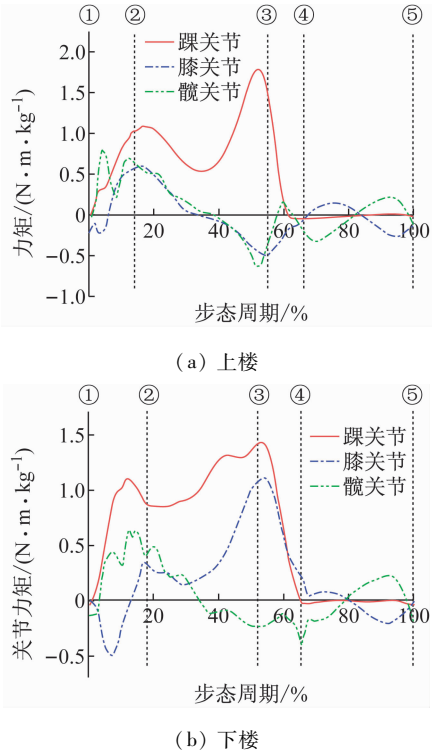 ① ② ③ ④ ⑤
2.0
1.5
1.0
0.5
0
−0.5
−1.0
力矩/(N·m·kg⁻¹)
踝关节
膝关节
髋关节
20 40 60 80 100
步态周期/%
(a) 上楼
① ② ③ ④ ⑤
1.5
1.0
0.5
0
−0.5
关节力矩/(N·m·kg⁻¹)
踝关节
膝关节
髋关节
20 40 60 80 100
步态周期/%
(b) 下楼